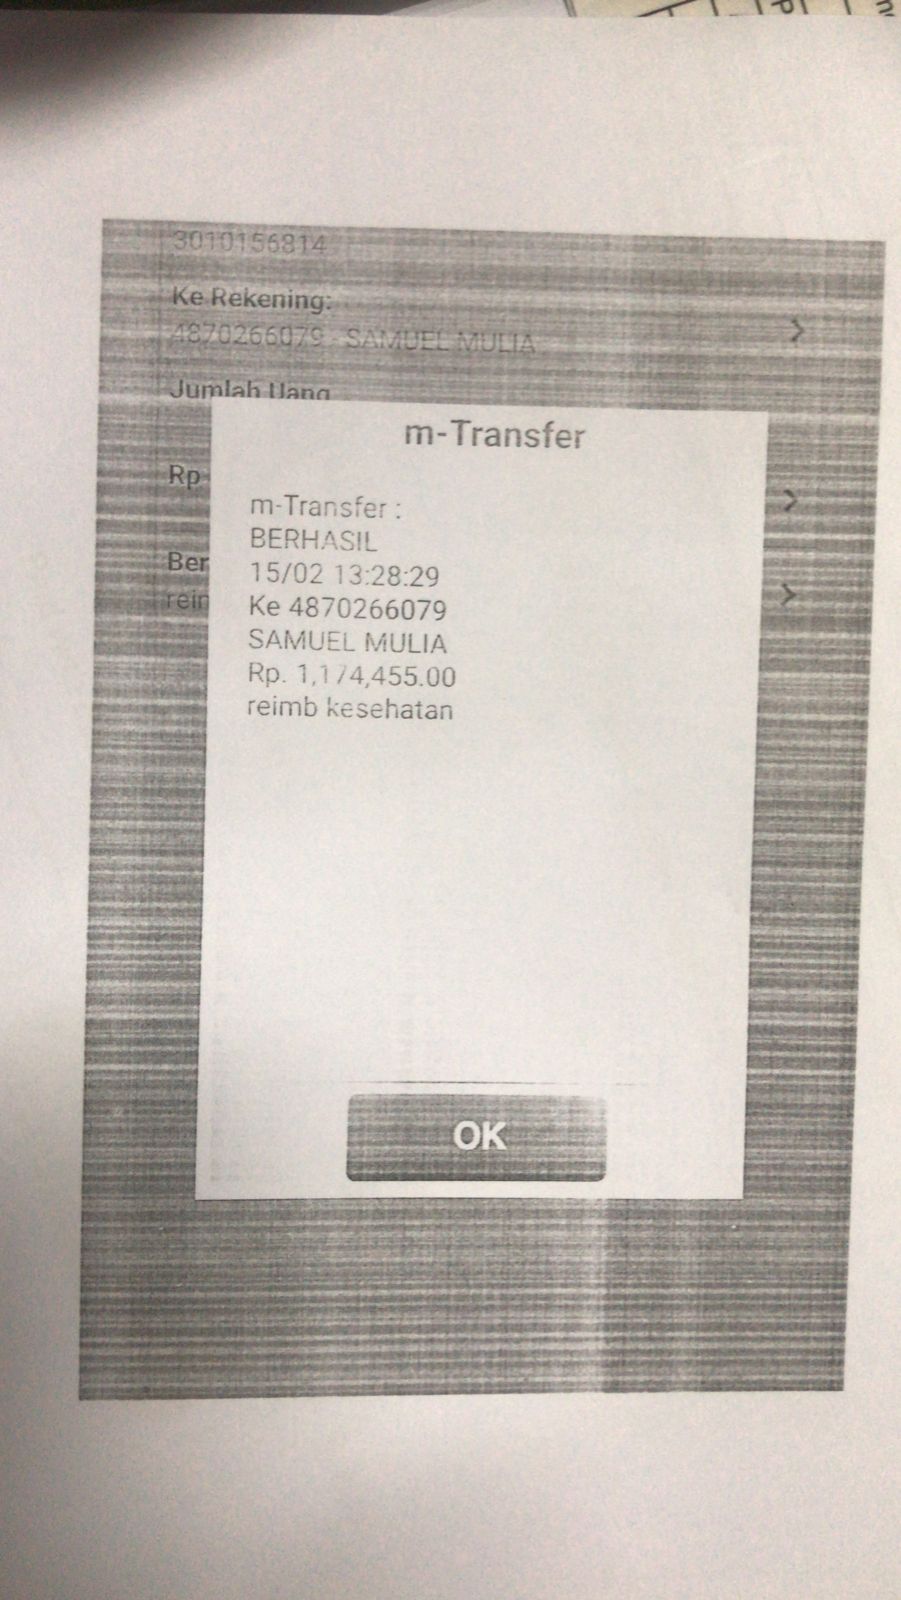 3010156814
Ke Rekening:
4870266079 - SAMUEL MULIA
Jumlah Uang
m-Transfer
Rp
m-Transfer :
BERHASIL
Ber
15/02 13:28:29
reim
Ke 4870266079
SAMUEL MULIA
Rp. 1,174,455.00
reimb kesehatan
OK